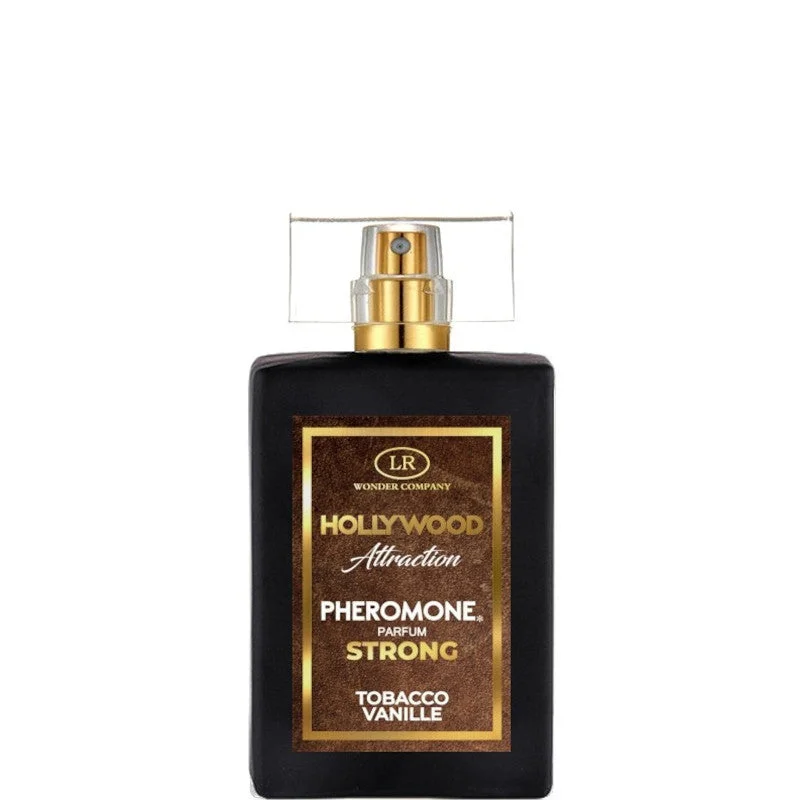 LR
WONDER COMPANY
HOLLYWOOD
Attraction
PHEROMONE*
PARFUM
STRONG
TOBACCO
VANILLE